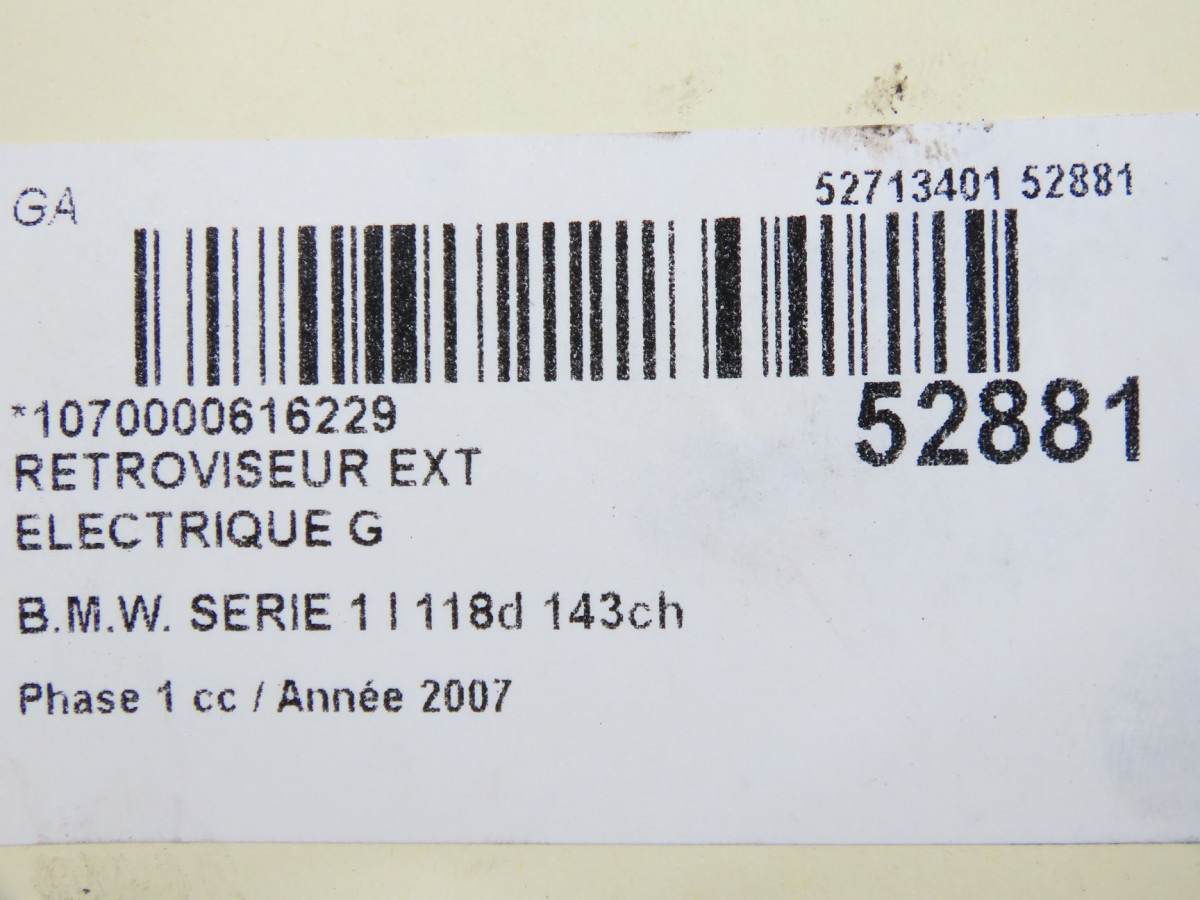 GA
52713401 52881
*1070000616229
52881
RETROVISEUR EXT
ELECTRIQUE G
B.M.W. SERIE 1 I 118d 143ch
Phase 1 cc / Année 2007